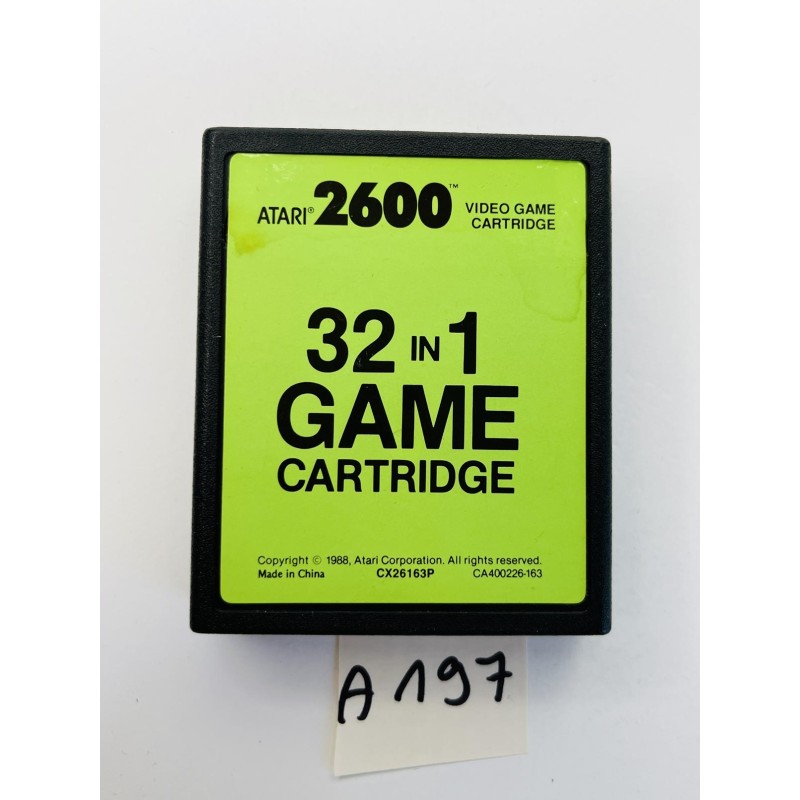 ATARI® 2600™ VIDEO GAME
CARTRIDGE
32 IN 1
GAME
CARTRIDGE
Copyright © 1988, Atari Corporation. All rights reserved.
Made in China CX26163P CA400226-163
A 197